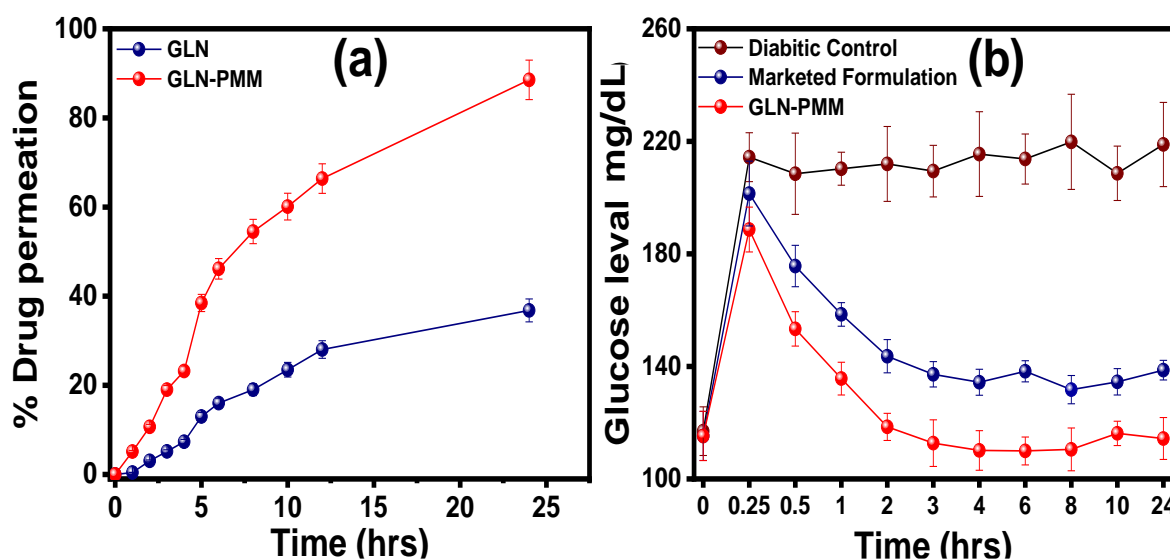 (a)
GLN
GLN-PMM
% Drug permeation
100
80
60
40
20
0
0 5 10 15 20 25
Time (hrs)
(b)
Diabitic Control
Marketed Formulation
GLN-PMM
Glucose leval mg/dL
260
220
180
140
100
0 0.25 0.5 1 2 3 4 6 8 10 24
Time (hrs)